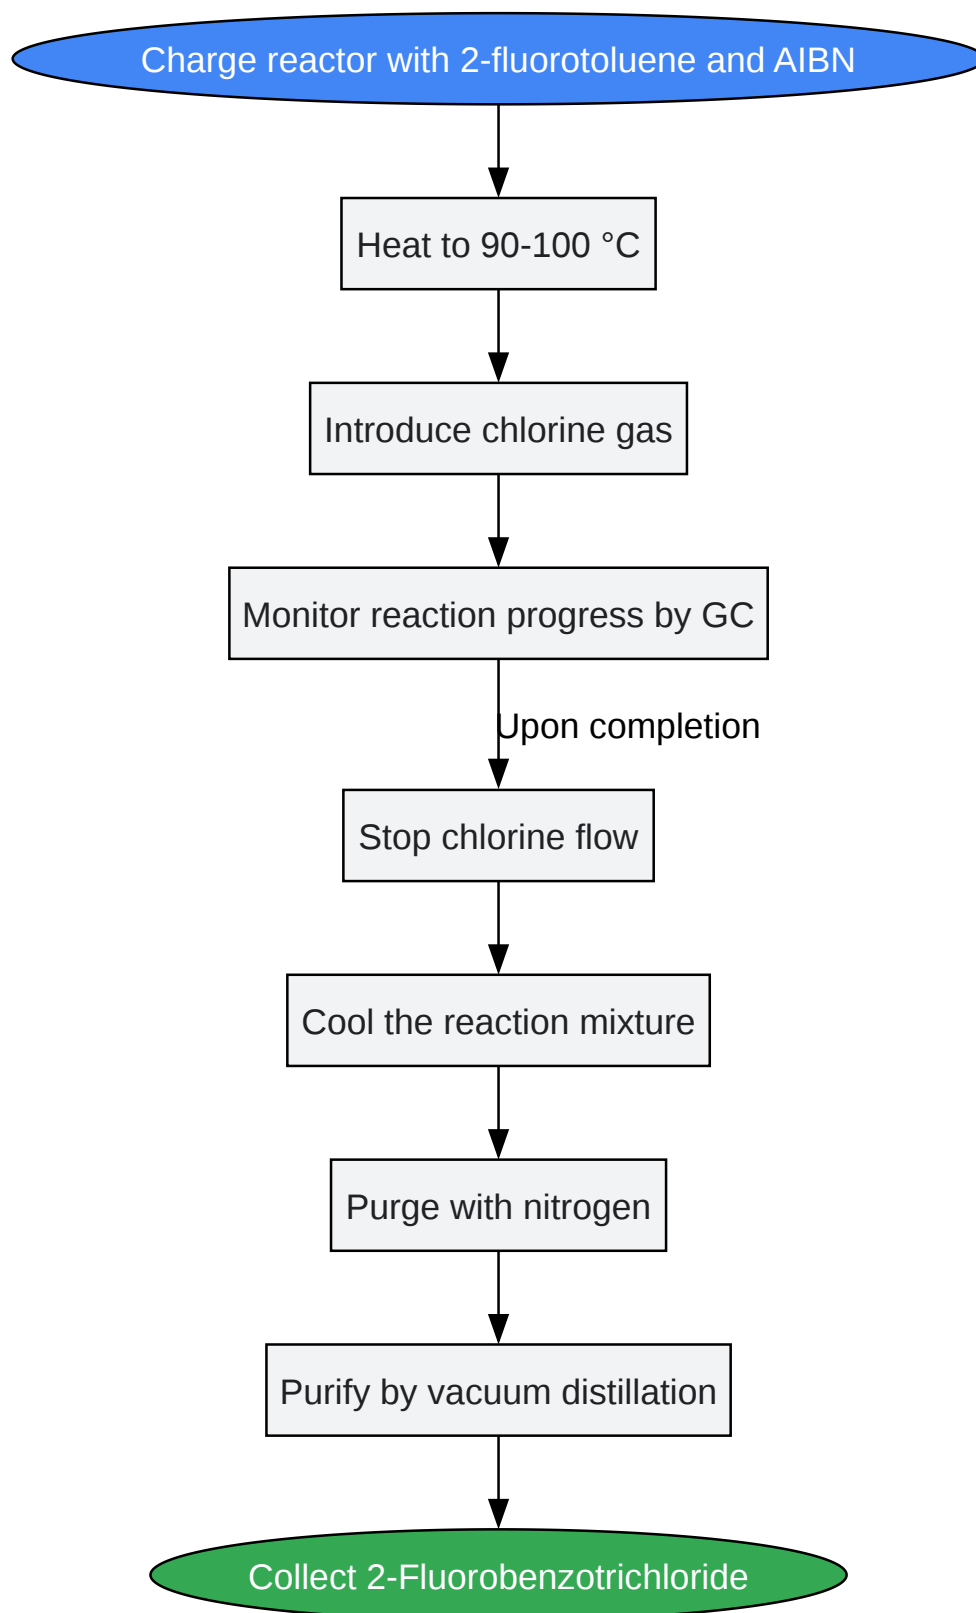 Charge reactor with 2-fluorotoluene and AIBN
Heat to 90-100 °C
Introduce chlorine gas
Monitor reaction progress by GC
Upon completion
Stop chlorine flow
Cool the reaction mixture
Purge with nitrogen
Purify by vacuum distillation
Collect 2-Fluorobenzotrichloride